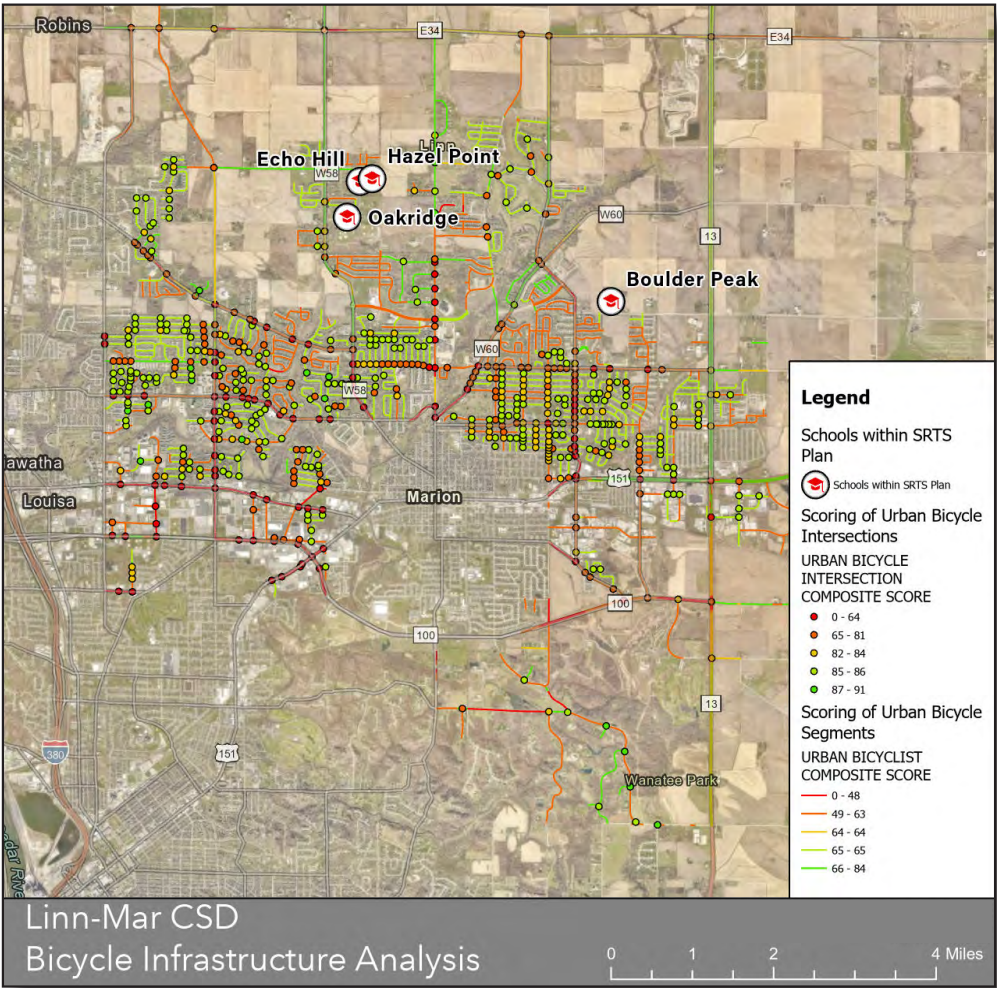 Robins
E34
E34
Linn
Echo Hill
Hazel Point
W58
Oakridge
W60
13
Boulder Peak
W60
W58
iawatha
Louisa
Marion
151
100
100
13
380
151
Wanatee Park
dar Rive
Legend
Schools within SRTS
Plan
Schools within SRTS Plan
Scoring of Urban Bicycle
Intersections
URBAN BICYCLE
INTERSECTION
COMPOSITE SCORE
0 - 64
65 - 81
82 - 84
85 - 86
87 - 91
Scoring of Urban Bicycle
Segments
URBAN BICYCLIST
COMPOSITE SCORE
0 - 48
49 - 63
64 - 64
65 - 65
66 - 84
Linn-Mar CSD
Bicycle Infrastructure Analysis
0 1 2 4 Miles